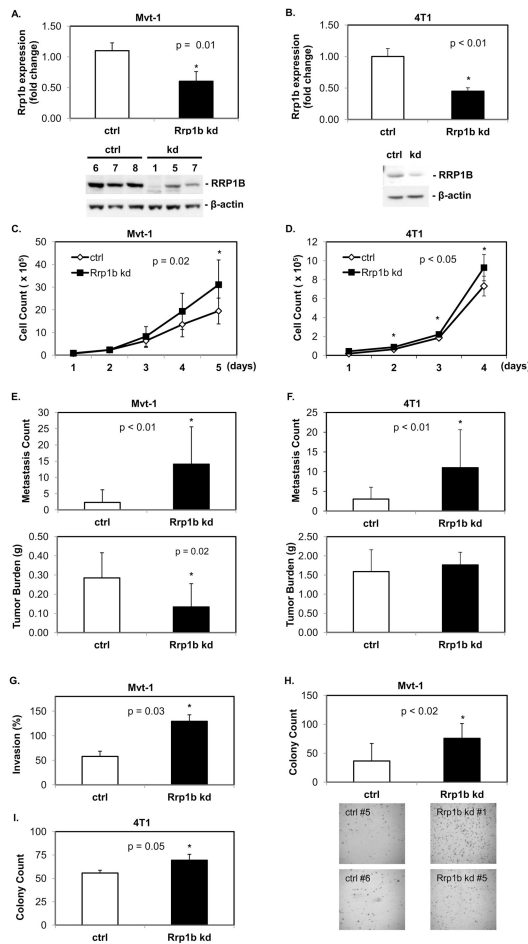 A.
Mvt-1
Rrp1b expression
(fold change)
1.50
1.00
0.50
0.00
p = 0.01
*
ctrl
Rrp1b kd
ctrl
kd
6 7 8 1 5 7
- RRP1B
- β-actin
B.
4T1
Rrp1b expression
(fold change)
1.50
1.00
0.50
0.00
p < 0.01
*
ctrl
Rrp1b kd
ctrl kd
- RRP1B
- β-actin
C.
Mvt-1
Cell Count ( x 10⁵)
50
40
30
20
10
0
ctrl
Rrp1b kd
p = 0.02
*
1 2 3 4 5 (days)
D.
4T1
Cell Count ( x 10⁵)
12
10
8
6
4
2
0
ctrl
Rrp1b kd
p < 0.05
*
*
*
1 2 3 4 (days)
E.
Mvt-1
Metastasis Count
30
25
20
15
10
5
0
p < 0.01
*
ctrl
Rrp1b kd
Tumor Burden (g)
0.50
0.40
0.30
0.20
0.10
0.00
p = 0.02
*
ctrl
Rrp1b kd
F.
4T1
Metastasis Count
25
20
15
10
5
0
p < 0.01
*
ctrl
Rrp1b kd
Tumor Burden (g)
2.50
2.00
1.50
1.00
0.50
0.00
ctrl
Rrp1b kd
G.
Mvt-1
Invasion (%)
150
100
50
0
p = 0.03
*
ctrl
Rrp1b kd
H.
Mvt-1
Colony Count
150
100
50
0
p < 0.02
*
ctrl
Rrp1b kd
ctrl #5
Rrp1b kd #1
ctrl #6
Rrp1b kd #5
I.
4T1
Colony Count
100
75
50
25
0
p = 0.05
*
ctrl
Rrp1b kd